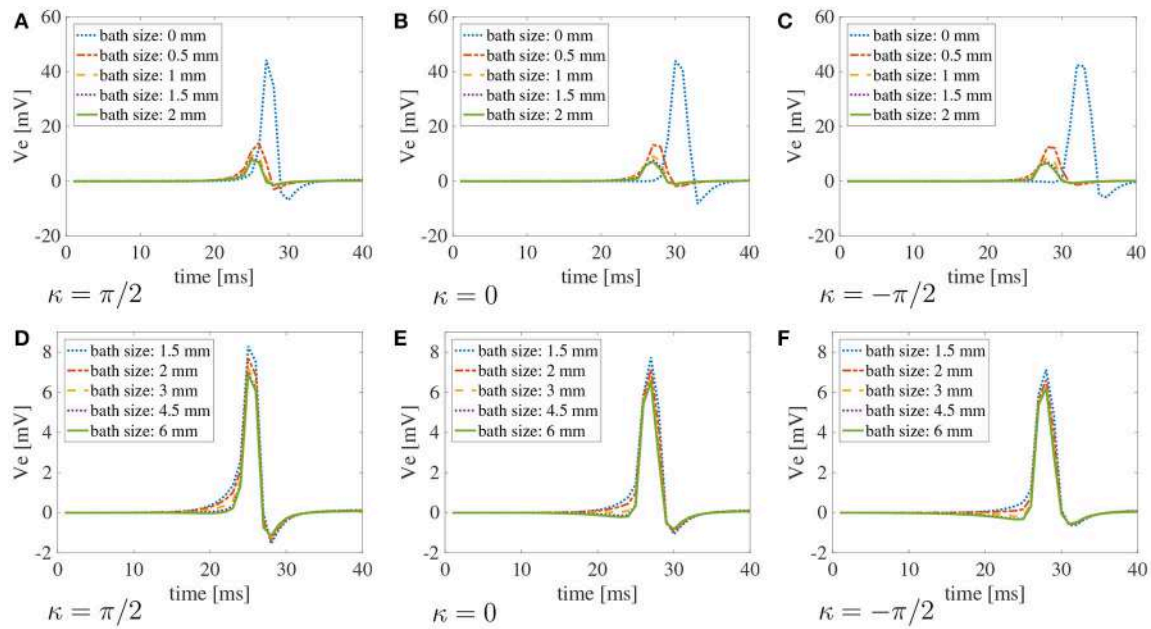 A
60
40
20
0
-20
Ve [mV]
bath size: 0 mm
bath size: 0.5 mm
bath size: 1 mm
bath size: 1.5 mm
bath size: 2 mm
0 10 20 30 40
time [ms]
κ = π/2
B
60
40
20
0
-20
Ve [mV]
bath size: 0 mm
bath size: 0.5 mm
bath size: 1 mm
bath size: 1.5 mm
bath size: 2 mm
0 10 20 30 40
time [ms]
κ = 0
C
60
40
20
0
-20
Ve [mV]
bath size: 0 mm
bath size: 0.5 mm
bath size: 1 mm
bath size: 1.5 mm
bath size: 2 mm
0 10 20 30 40
time [ms]
κ = −π/2
D
8
6
4
2
0
-2
Ve [mV]
bath size: 1.5 mm
bath size: 2 mm
bath size: 3 mm
bath size: 4.5 mm
bath size: 6 mm
0 10 20 30 40
time [ms]
κ = π/2
E
8
6
4
2
0
-2
Ve [mV]
bath size: 1.5 mm
bath size: 2 mm
bath size: 3 mm
bath size: 4.5 mm
bath size: 6 mm
0 10 20 30 40
time [ms]
κ = 0
F
8
6
4
2
0
-2
Ve [mV]
bath size: 1.5 mm
bath size: 2 mm
bath size: 3 mm
bath size: 4.5 mm
bath size: 6 mm
0 10 20 30 40
time [ms]
κ = −π/2